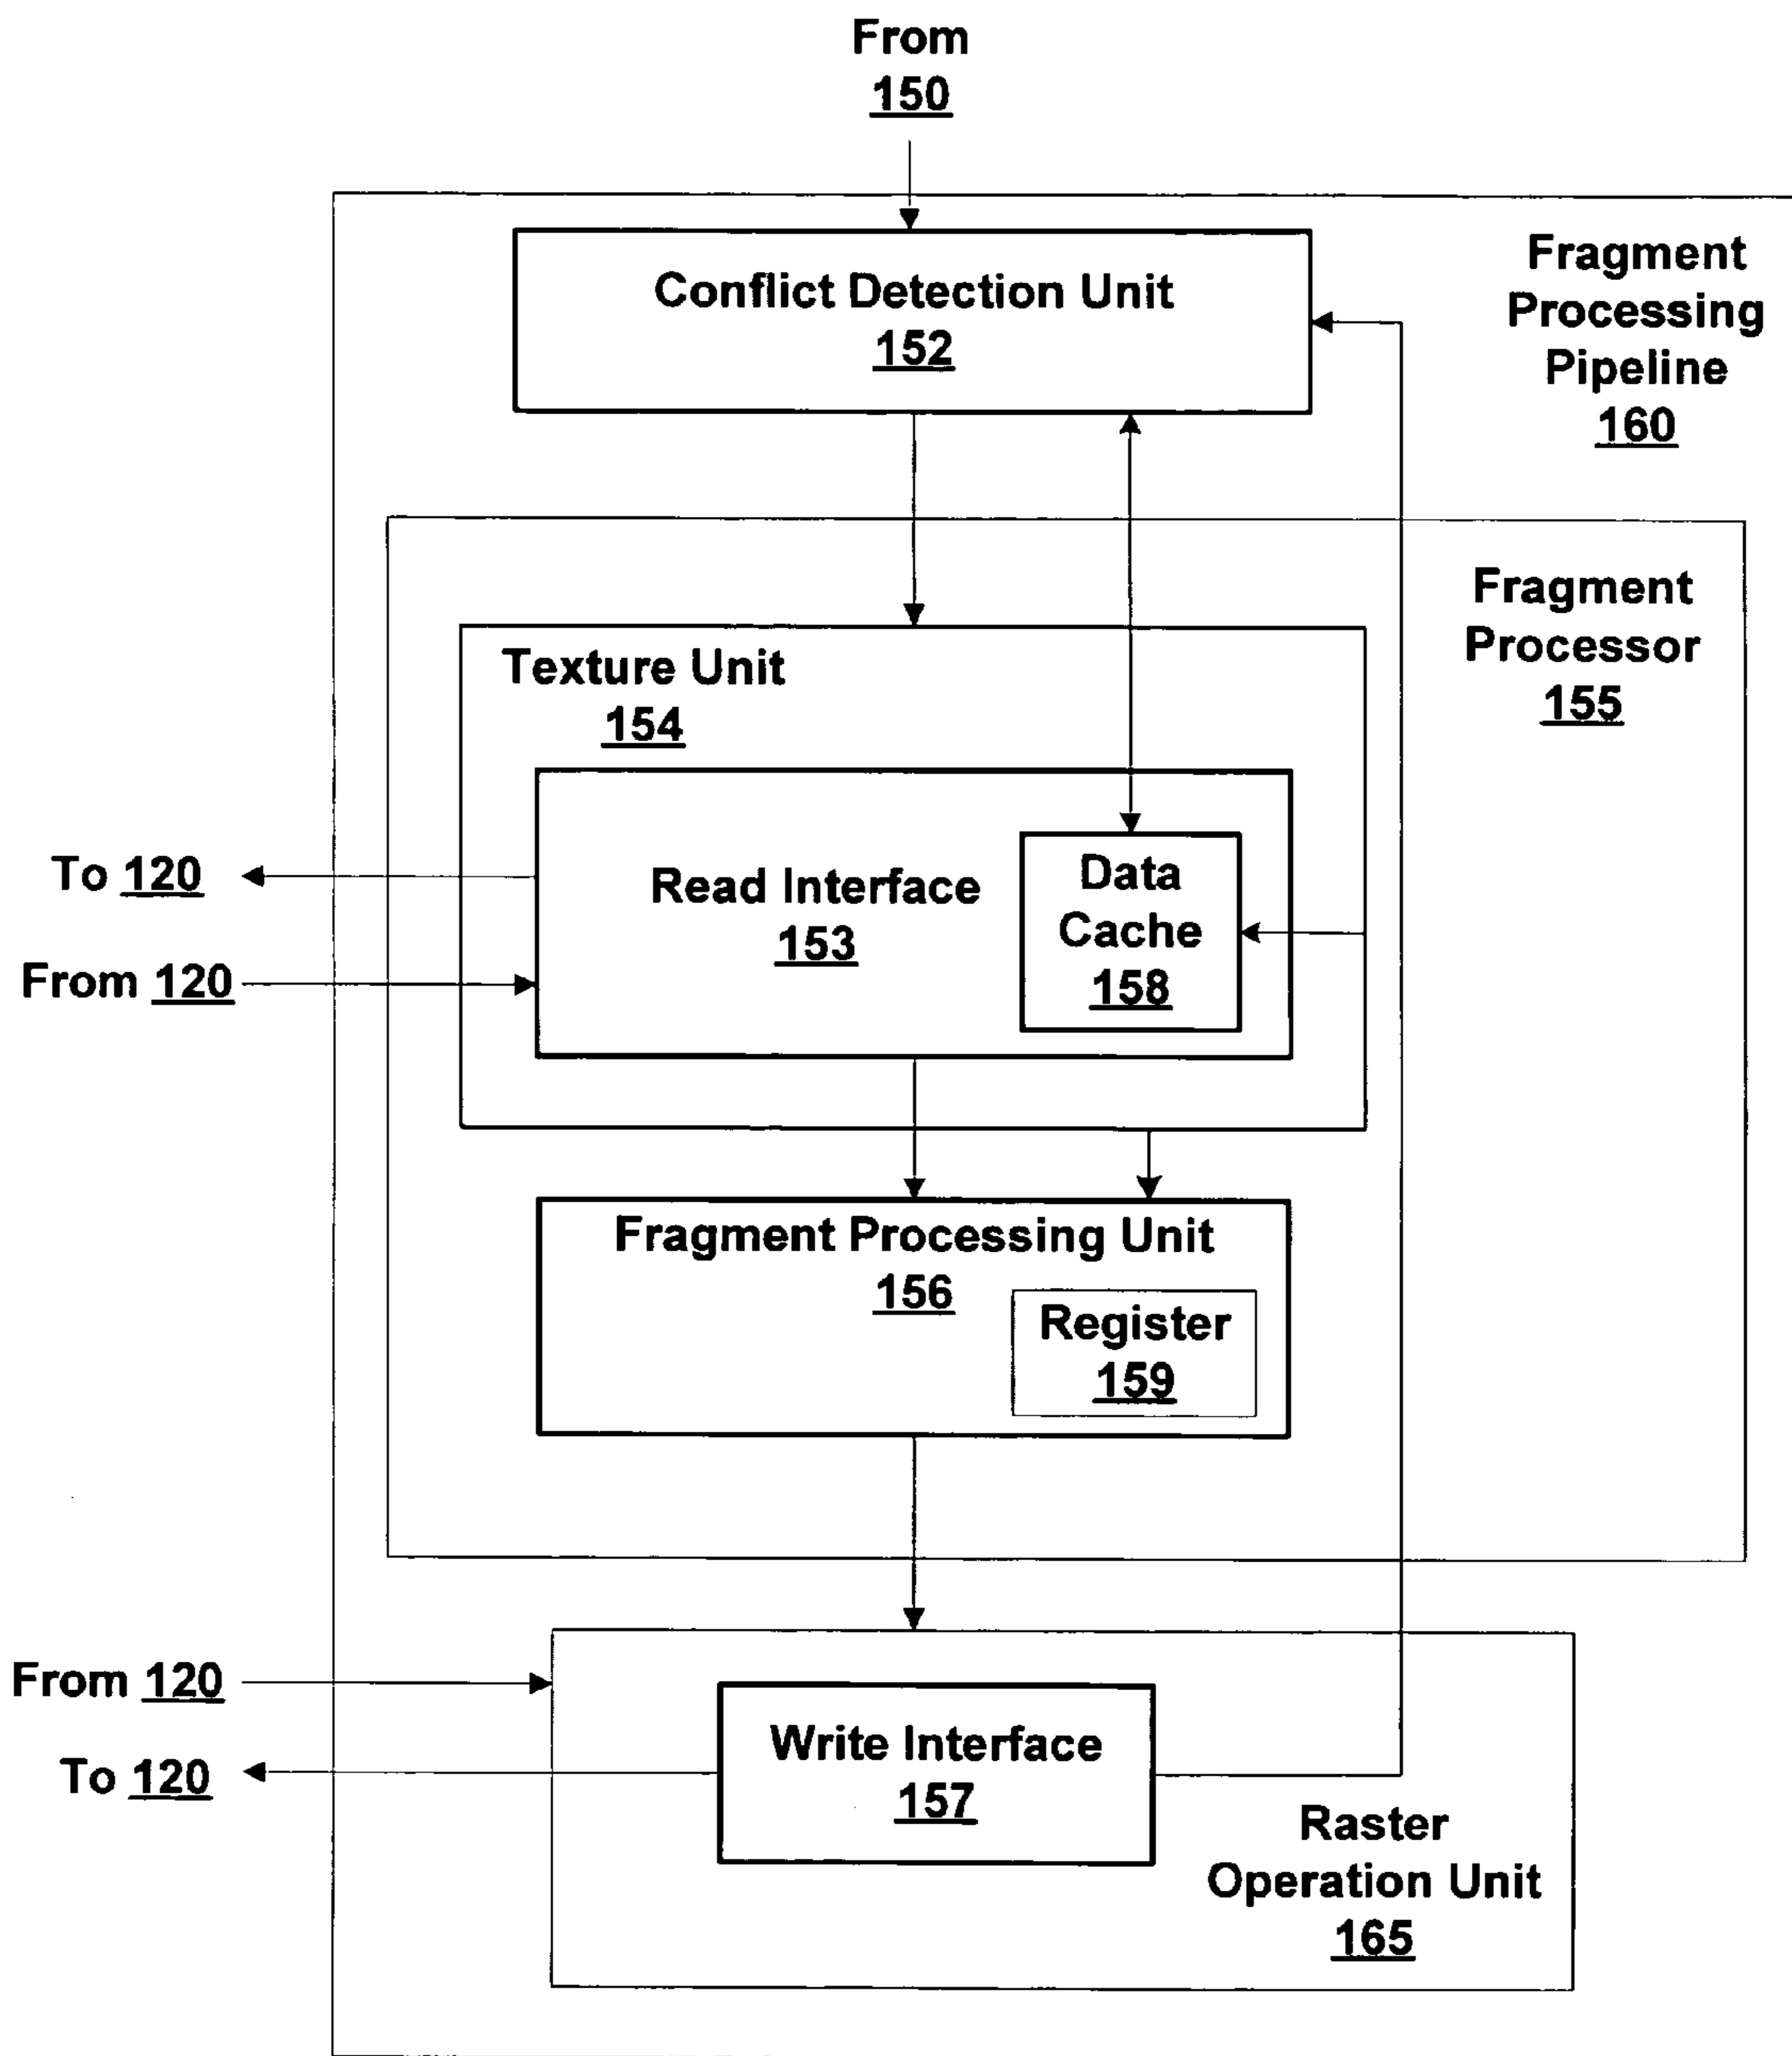 From
150
Conflict Detection Unit
152
Fragment
Processing
Pipeline
160
Fragment
Processor
155
Texture Unit
154
To 120
From 120
Read Interface
153
Data
Cache
158
Fragment Processing Unit
156
Register
159
From 120
To 120
Write Interface
157
Raster
Operation Unit
165